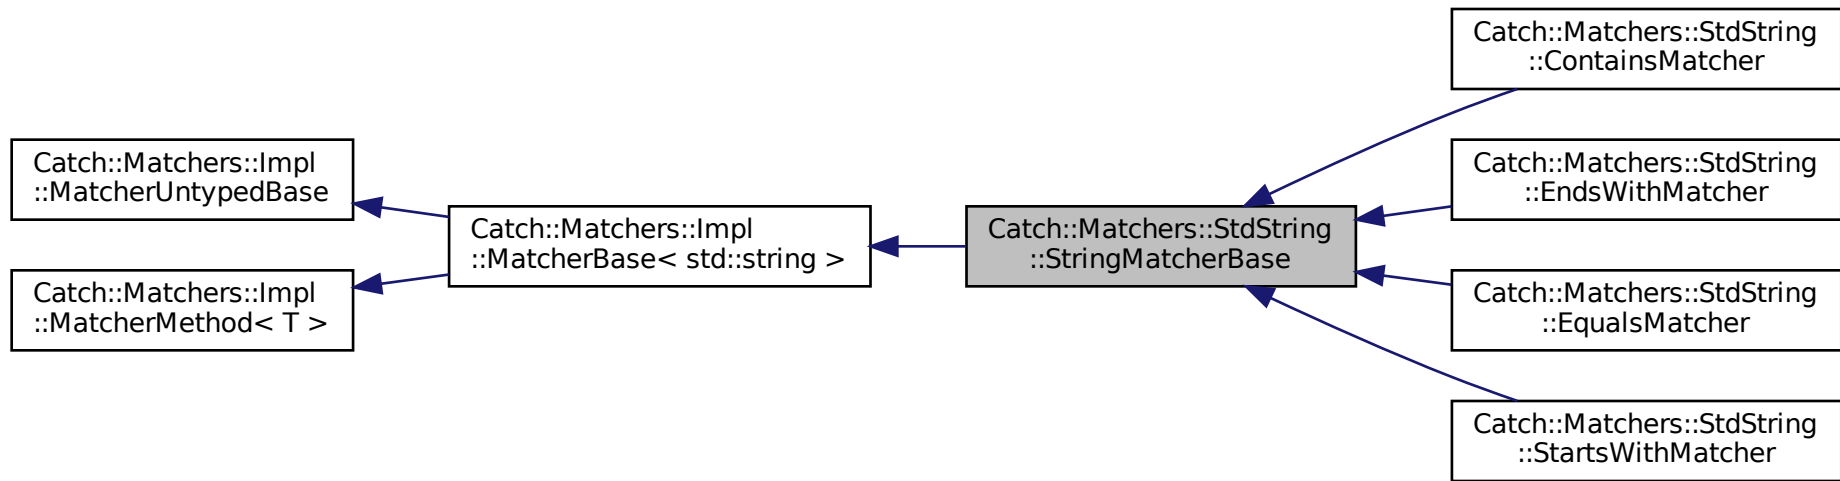 Catch::Matchers::Impl
::MatcherUntypedBase
Catch::Matchers::Impl
::MatcherMethod< T >
Catch::Matchers::Impl
::MatcherBase< std::string >
Catch::Matchers::StdString
::StringMatcherBase
Catch::Matchers::StdString
::ContainsMatcher
Catch::Matchers::StdString
::EndsWithMatcher
Catch::Matchers::StdString
::EqualsMatcher
Catch::Matchers::StdString
::StartsWithMatcher